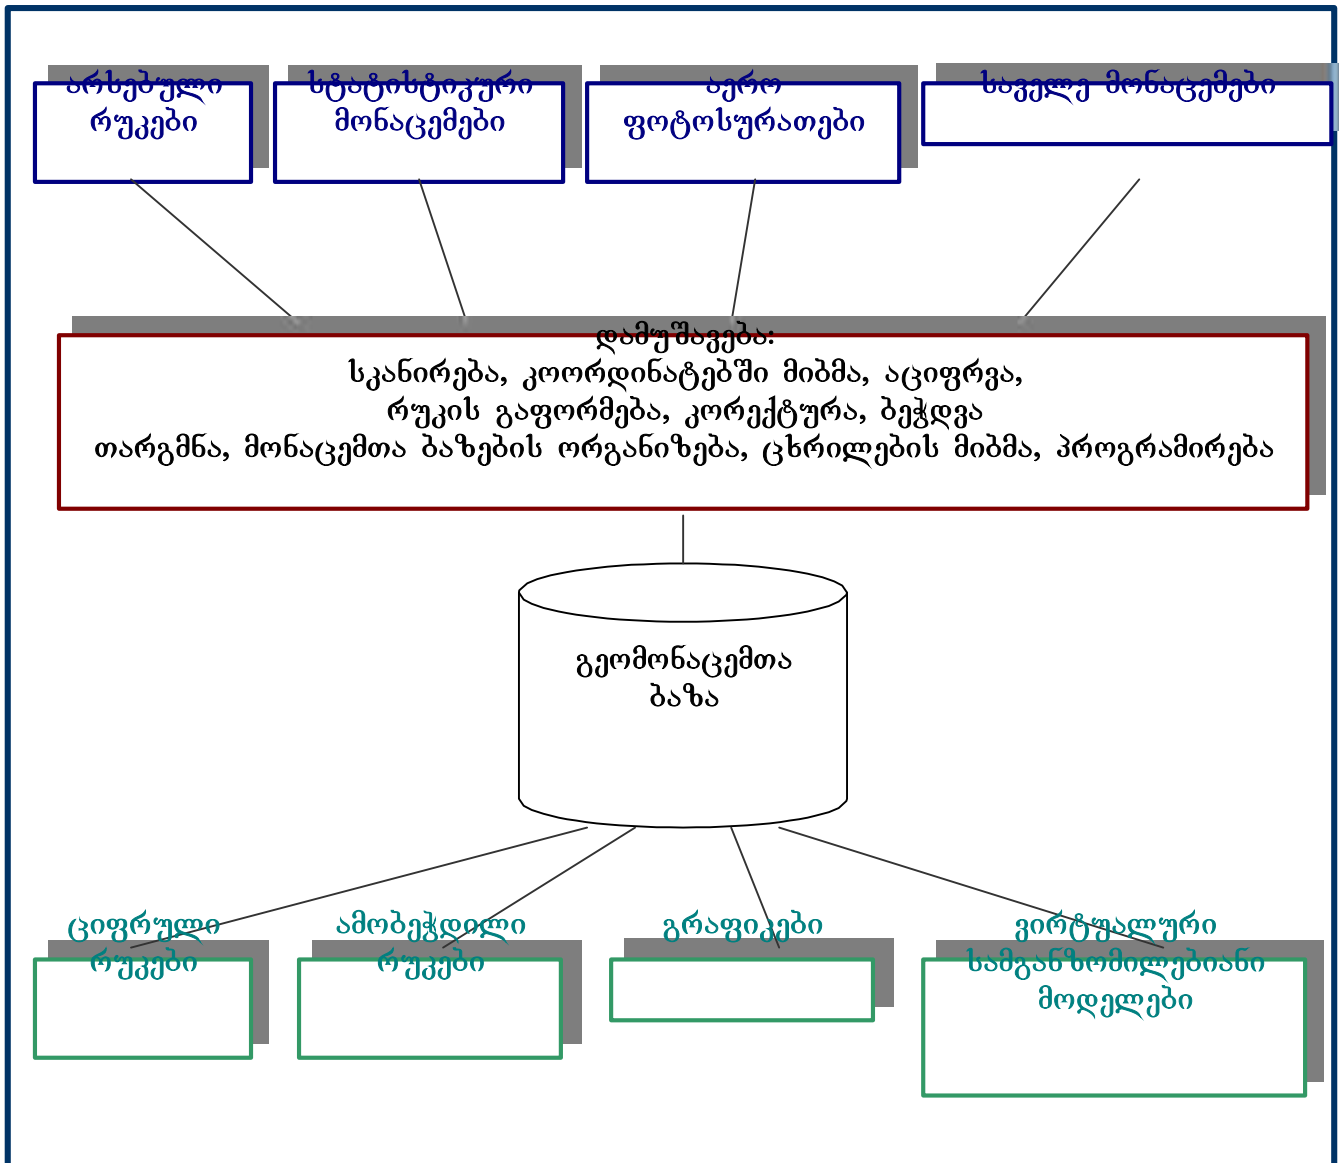 არსებული
რუკები
სტატისტიკური
მონაცემები
აერო
ფოტოსურათები
საველე მონაცემები
დამუშავება:
სკანირება, კოორდინატებში მიბმა, აციფრვა,
რუკის გაფორმება, კორექტურა, ბეჭდვა
თარგმნა, მონაცემთა ბაზების ორგანიზება, ცხრილების მიბმა, პროგრამირება
გეომონაცემთა
ბაზა
ციფრული
რუკები
ამობეჭდილი
რუკები
გრაფიკები
ვირტუალური
სამგანზომილებიანი
მოდელები